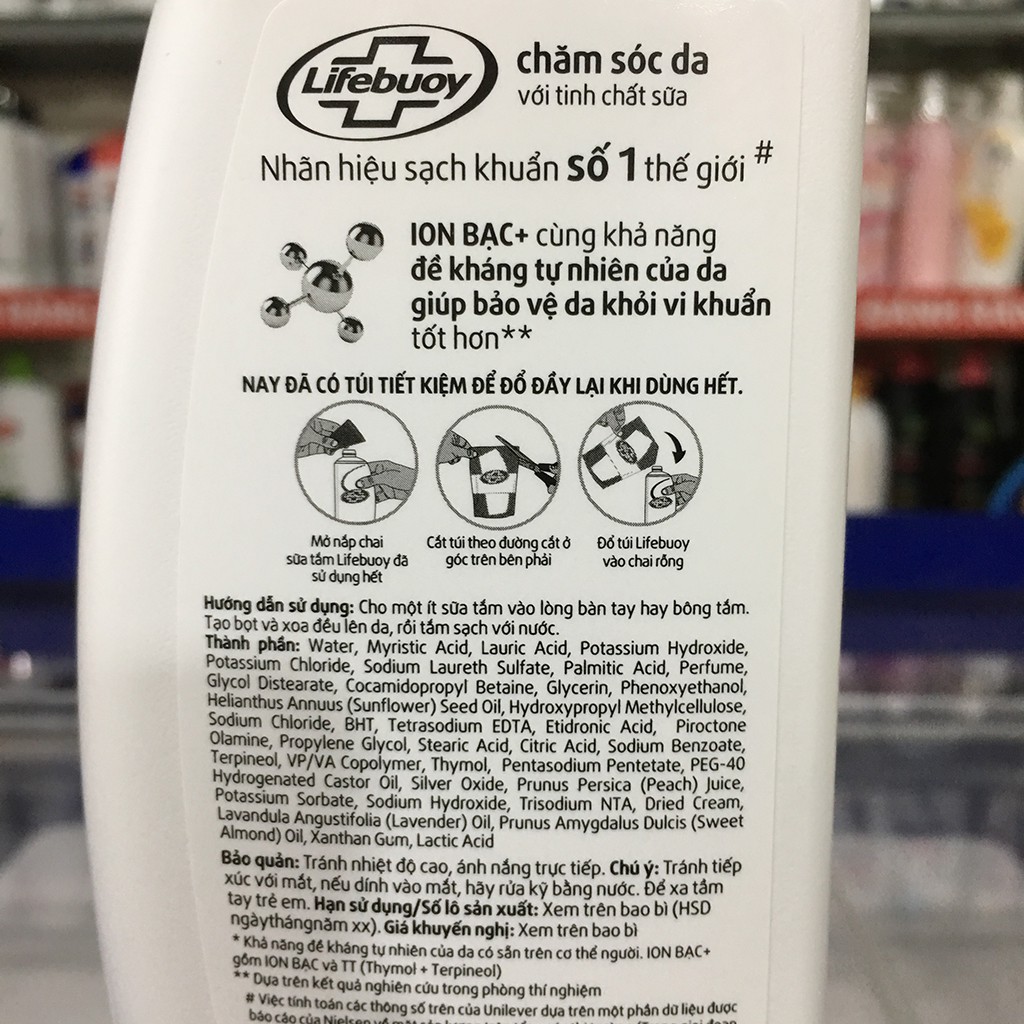 Lifebuoy
chăm sóc da
với tinh chất sữa
Nhãn hiệu sạch khuẩn số 1 thế giới #
ION BẠC+ cùng khả năng
đề kháng tự nhiên của da
giúp bảo vệ da khỏi vi khuẩn
tốt hơn**
NAY ĐÃ CÓ TÚI TIẾT KIỆM ĐỂ ĐỔ ĐẦY LẠI KHI DÙNG HẾT.
Mở nắp chai
sữa tắm Lifebuoy đã
sử dụng hết
Cắt túi theo đường cắt ở
góc trên bên phải
Đổ túi Lifebuoy
vào chai rỗng
Hướng dẫn sử dụng: Cho một ít sữa tắm vào lòng bàn tay hay bông tắm.
Tạo bọt và xoa đều lên da, rồi tắm sạch với nước.
Thành phần: Water, Myristic Acid, Lauric Acid, Potassium Hydroxide,
Potassium Chloride, Sodium Laureth Sulfate, Palmitic Acid, Perfume,
Glycol Distearate, Cocamidopropyl Betaine, Glycerin, Phenoxyethanol,
Helianthus Annuus (Sunflower) Seed Oil, Hydroxypropyl Methylcellulose,
Sodium Chloride, BHT, Tetrasodium EDTA, Etidronic Acid, Piroctone
Olamine, Propylene Glycol, Stearic Acid, Citric Acid, Sodium Benzoate,
Terpineol, VP/VA Copolymer, Thymol, Pentasodium Pentetate, PEG-40
Hydrogenated Castor Oil, Silver Oxide, Prunus Persica (Peach) Juice,
Potassium Sorbate, Sodium Hydroxide, Trisodium NTA, Dried Cream,
Lavandula Angustifolia (Lavender) Oil, Prunus Amygdalus Dulcis (Sweet
Almond) Oil, Xanthan Gum, Lactic Acid
Bảo quản: Tránh nhiệt độ cao, ánh nắng trực tiếp. Chú ý: Tránh tiếp
xúc với mắt, nếu dính vào mắt, hãy rửa kỹ bằng nước. Để xa tầm
tay trẻ em. Hạn sử dụng/Số lô sản xuất: Xem trên bao bì (HSD
ngàythángnăm xx). Giá khuyến nghị: Xem trên bao bì
* Khả năng đề kháng tự nhiên của da có sẵn trên cơ thể người. ION BẠC+
gồm ION BẠC và TT (Thymol + Terpineol)
** Dựa trên kết quả nghiên cứu trong phòng thí nghiệm
# Việc tính toán các thông số trên của Unilever dựa trên một phần dữ liệu được
báo cáo của Nielsen